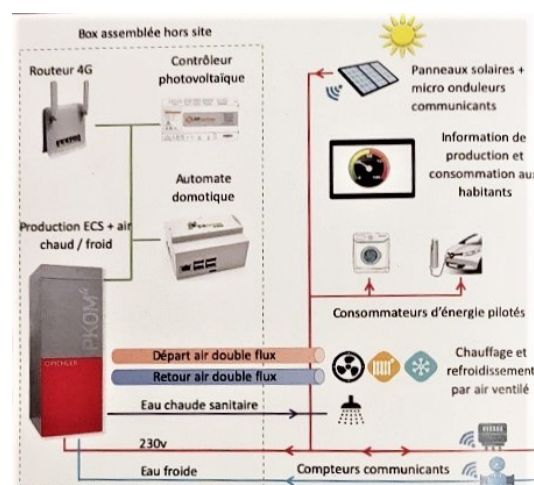 Box assemblée hors site
Routeur 4G
Contrôleur
photovoltaïque
Panneaux solaires +
micro onduleurs
communicants
Information de
production et
consommation aux
habitants
Automate
domotique
Production ECS + air
chaud / froid
PKOM⁴
PICHLER
Consommateurs d'énergie pilotés
Départ air double flux
Retour air double flux
Chauffage et
refroidissement
par air ventilé
Eau chaude sanitaire
230v
Eau froide
Compteurs communicants